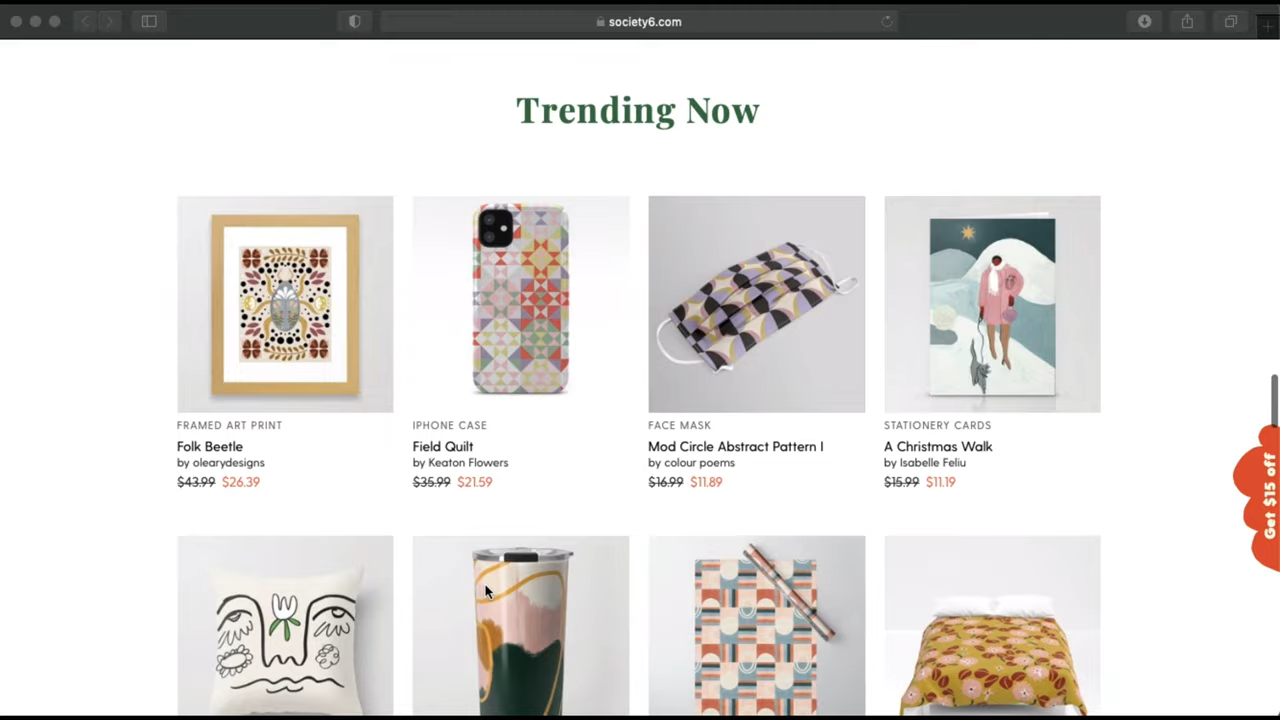 society6.com
Trending Now
FRAMED ART PRINT
Folk Beetle
by olearydesigns
$43.99 $26.39
IPHONE CASE
Field Quilt
by Keaton Flowers
$35.99 $21.59
FACE MASK
Mod Circle Abstract Pattern I
by colour poems
$16.99 $11.89
STATIONERY CARDS
A Christmas Walk
by Isabelle Feliu
$15.99 $11.19
Get $15 off